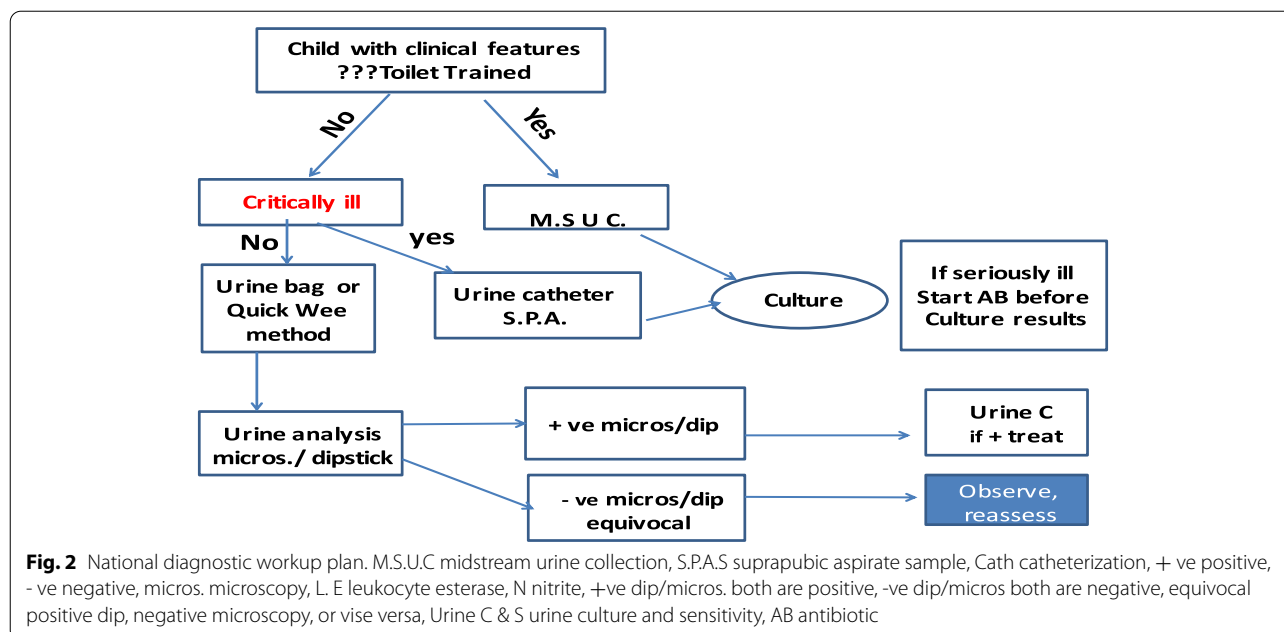 Child with clinical features
???Toilet Trained
No
Yes
Critically ill
M.S U C.
No
yes
Urine bag or
Quick Wee
method
Urine catheter
S.P.A.
Culture
If seriously ill
Start AB before
Culture results
Urine analysis
micros./ dipstick
+ ve micros/dip
Urine C
if + treat
- ve micros/dip
equivocal
Observe,
reassess
Fig. 2 National diagnostic workup plan. M.S.U.C midstream urine collection, S.P.A.S suprapubic aspirate sample, Cath catheterization, + ve positive,
- ve negative, micros. microscopy, L. E leukocyte esterase, N nitrite, +ve dip/micros. both are positive, -ve dip/micros both are negative, equivocal
positive dip, negative microscopy, or vise versa, Urine C & S urine culture and sensitivity, AB antibiotic